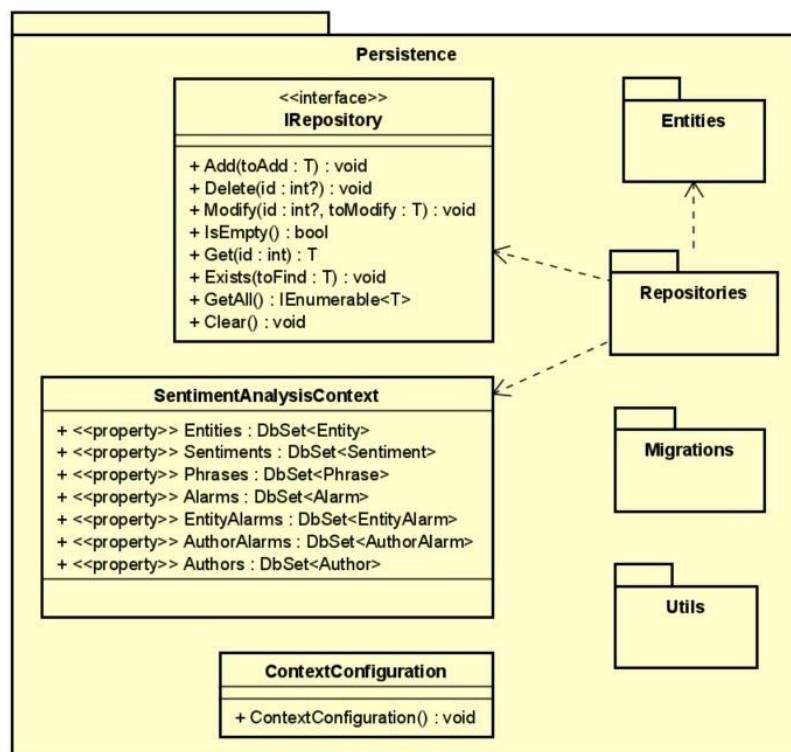 Persistence
<<interface>>
IRepository
+ Add(toAdd : T) : void
+ Delete(id : int?) : void
+ Modify(id : int?, toModify : T) : void
+ IsEmpty() : bool
+ Get(id : int) : T
+ Exists(toFind : T) : void
+ GetAll() : IEnumerable<T>
+ Clear() : void
Entities
Repositories
SentimentAnalysisContext
+ <<property>> Entities : DbSet<Entity>
+ <<property>> Sentiments : DbSet<Sentiment>
+ <<property>> Phrases : DbSet<Phrase>
+ <<property>> Alarms : DbSet<Alarm>
+ <<property>> EntityAlarms : DbSet<EntityAlarm>
+ <<property>> AuthorAlarms : DbSet<AuthorAlarm>
+ <<property>> Authors : DbSet<Author>
Migrations
Utils
ContextConfiguration
+ ContextConfiguration() : void